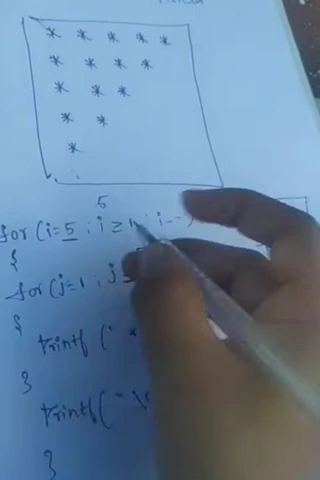 * * * * *
* * * *
* * *
* *
*
5
for (i=5 ; i≥1 ; i--)
{
for (j=1 ; j≤
{
printf (" *
}
printf(" \
}